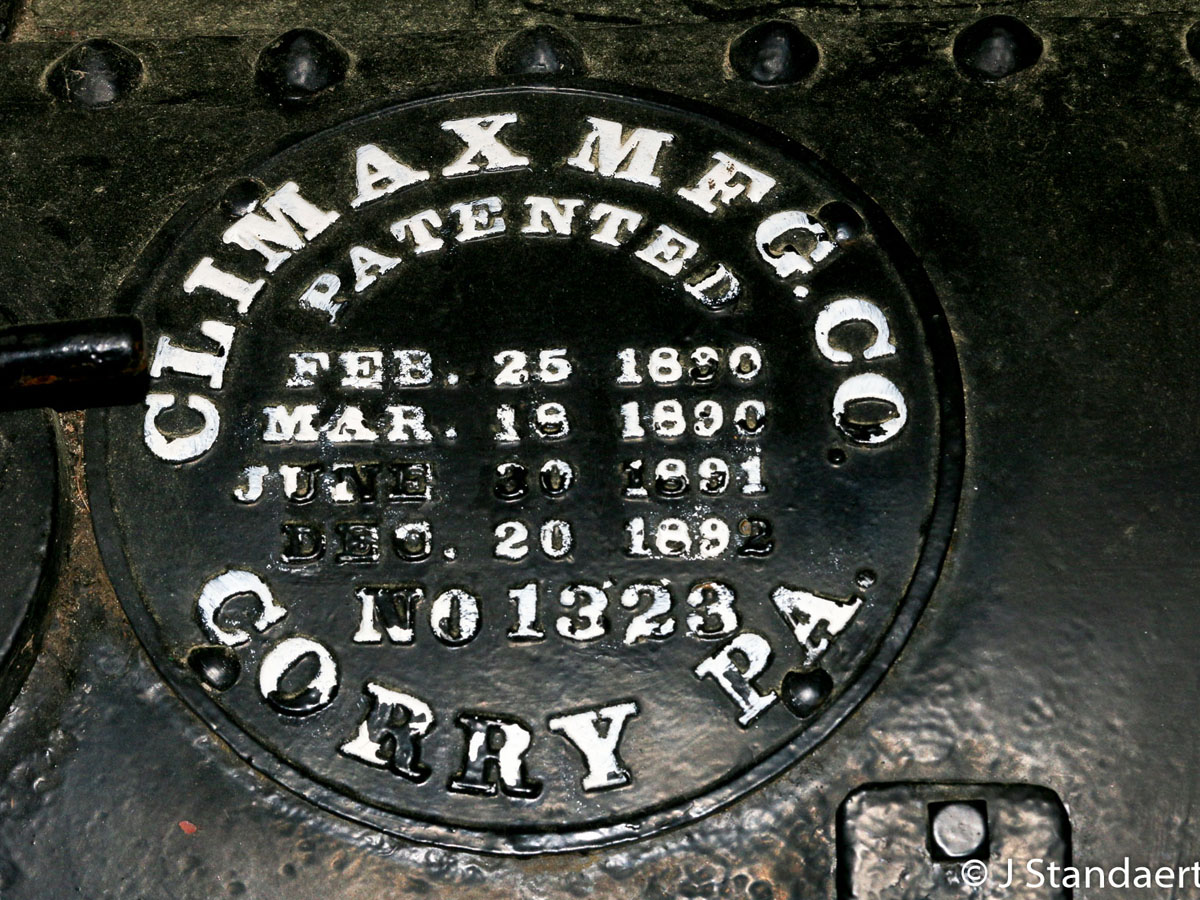 CLIMAX MFG. CO.
PATENTED
FEB. 25 1890
MAR. 18 1890
JUNE 30 1891
DEC. 20 1892
NO 1323
CORRY PA.
© J Standaert